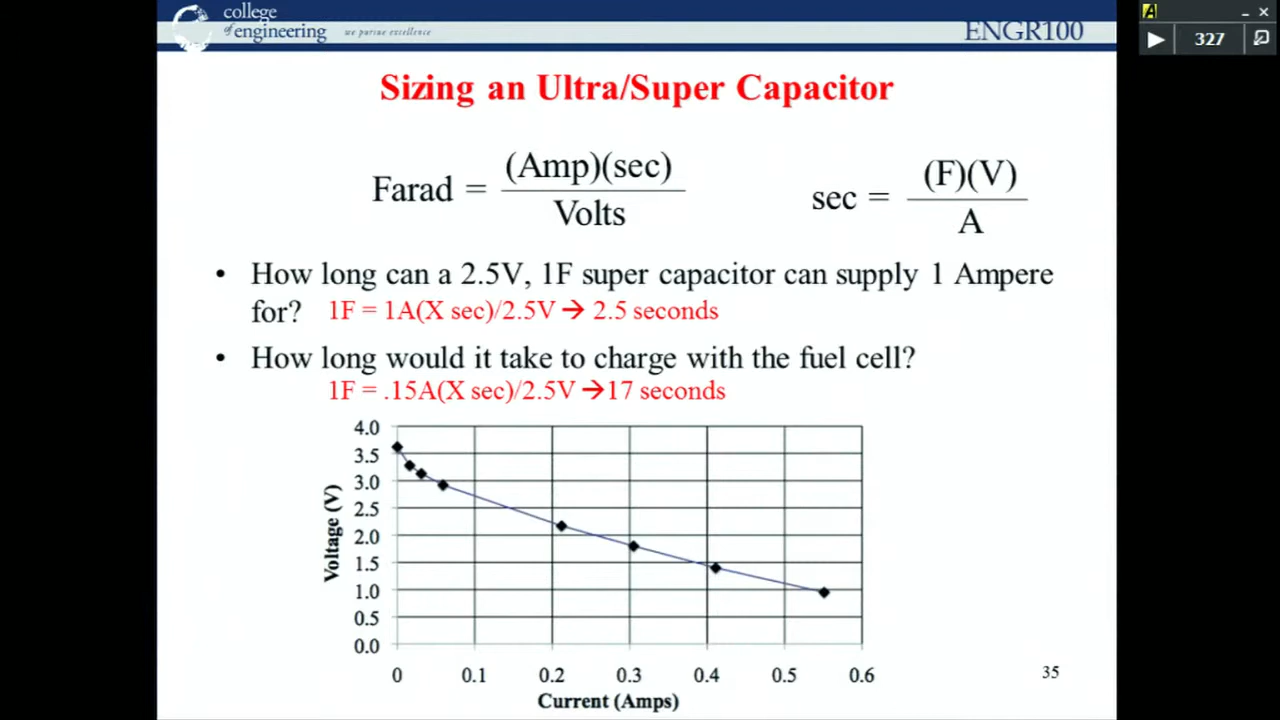 college
of engineering we pursue excellence
ENGR100
327
Sizing an Ultra/Super Capacitor
Farad = (Amp)(sec) / Volts
sec = (F)(V) / A
• How long can a 2.5V, 1F super capacitor can supply 1 Ampere
for? 1F = 1A(X sec)/2.5V → 2.5 seconds
• How long would it take to charge with the fuel cell?
1F = .15A(X sec)/2.5V →17 seconds
4.0
3.5
3.0
2.5
2.0
1.5
1.0
0.5
0.0
Voltage (V)
0 0.1 0.2 0.3 0.4 0.5 0.6
Current (Amps)
35